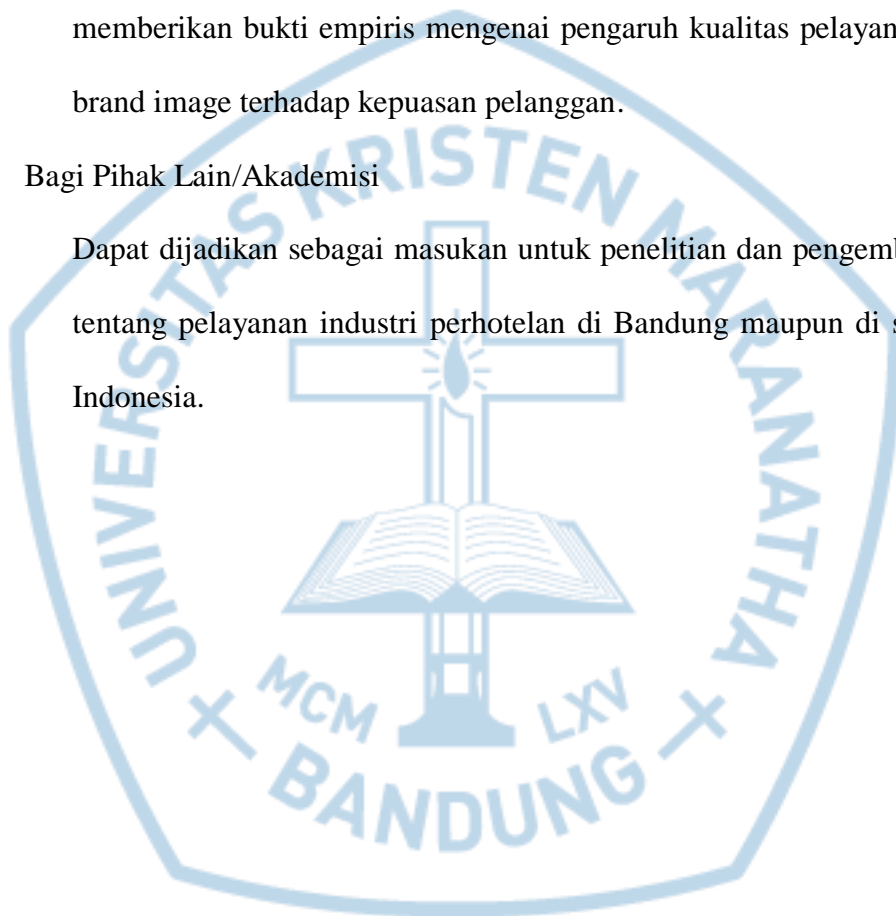 memberikan bukti empiris mengenai pengaruh kualitas pelayan
brand image terhadap kepuasan pelanggan.
Bagi Pihak Lain/Akademisi
Dapat dijadikan sebagai masukan untuk penelitian dan pengemb
tentang pelayanan industri perhotelan di Bandung maupun di s
Indonesia.
UNIVERSITAS KRISTEN MARANATHA
MCM LXV
BANDUNG